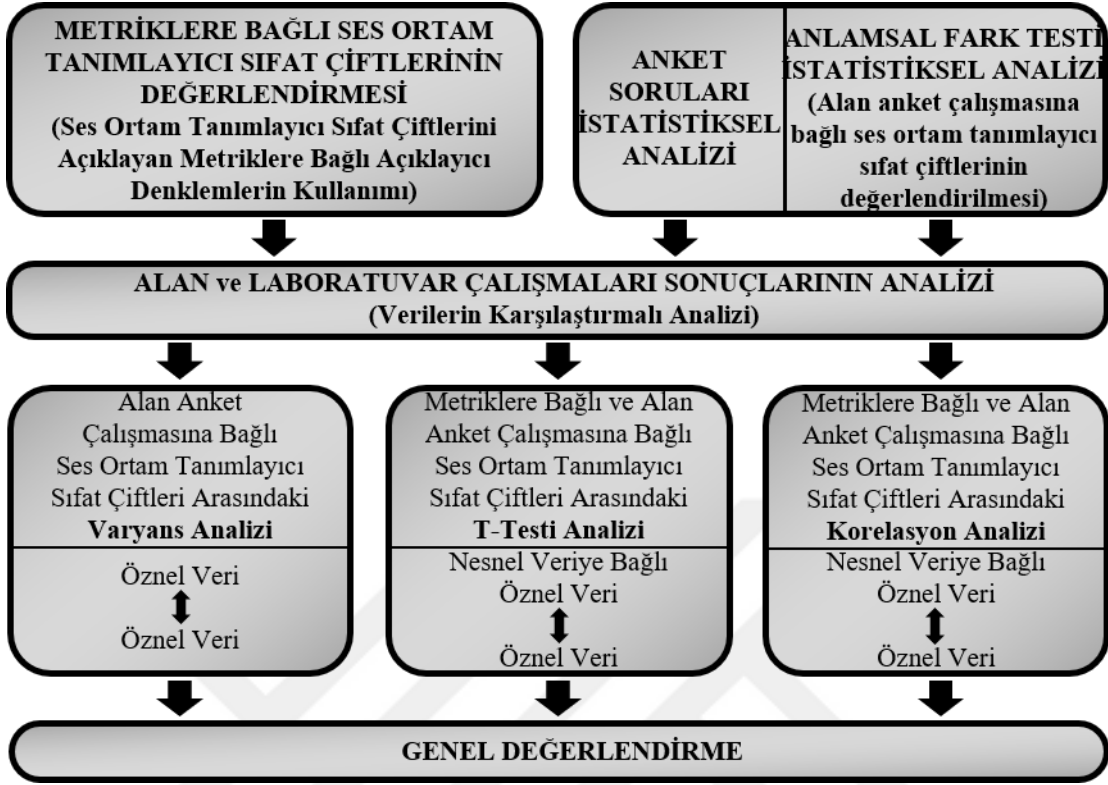 METRİKLERE BAĞLI SES ORTAM
TANIMLAYICI SIFAT ÇİFTLERİNİN
DEĞERLENDİRMESİ
(Ses Ortam Tanımlayıcı Sıfat Çiftlerini
Açıklayan Metriklere Bağlı Açıklayıcı
Denklemlerin Kullanımı)
ANKET
SORULARI
İSTATİSTİKSEL
ANALİZİ
ANLAMSAL FARK TESTİ
İSTATİSTİKSEL ANALİZİ
(Alan anket çalışmasına
bağlı ses ortam tanımlayıcı
sıfat çiftlerinin
değerlendirilmesi)
ALAN ve LABORATUVAR ÇALIŞMALARI SONUÇLARININ ANALİZİ
(Verilerin Karşılaştırmalı Analizi)
Alan Anket
Çalışmasına Bağlı
Ses Ortam Tanımlayıcı
Sıfat Çiftleri Arasındaki
Varyans Analizi
Öznel Veri
Öznel Veri
Metriklere Bağlı ve Alan
Anket Çalışmasına Bağlı
Ses Ortam Tanımlayıcı
Sıfat Çiftleri Arasındaki
T-Testi Analizi
Nesnel Veriye Bağlı
Öznel Veri
Öznel Veri
Metriklere Bağlı ve Alan
Anket Çalışmasına Bağlı
Ses Ortam Tanımlayıcı
Sıfat Çiftleri Arasındaki
Korelasyon Analizi
Nesnel Veriye Bağlı
Öznel Veri
Öznel Veri
GENEL DEĞERLENDİRME